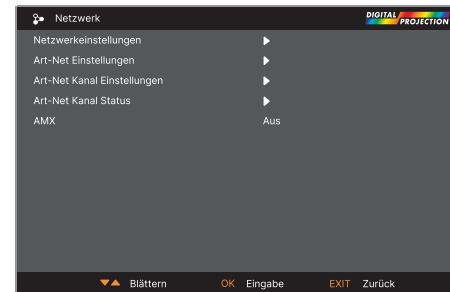 Netzwerk
DIGITAL PROJECTION
Netzwerkeinstellungen
Art-Net Einstellungen
Art-Net Kanal Einstellungen
Art-Net Kanal Status
AMX Aus
Blättern OK Eingabe EXIT Zurück